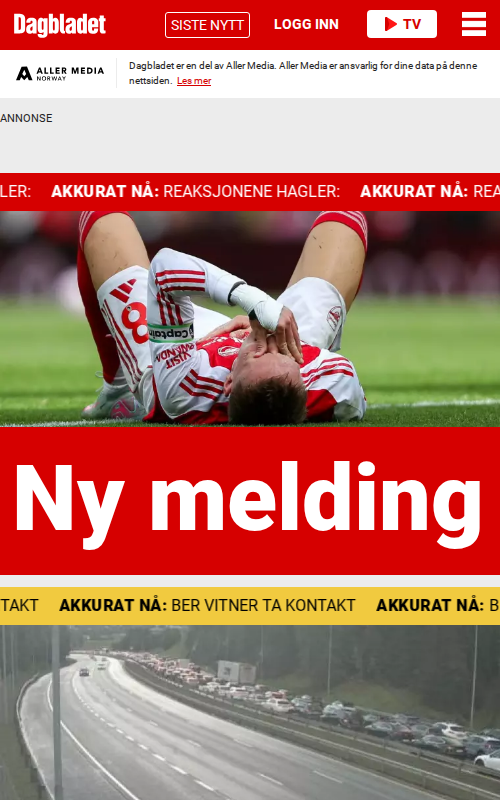 Dagbladet
SISTE NYTT
LOGG INN
TV
ALLER MEDIA
NORWAY
Dagbladet er en del av Aller Media. Aller Media er ansvarlig for dine data på denne
nettsiden. Les mer
ANNONSE
LER: AKKURAT NÅ: REAKSJONENE HAGLER: AKKURAT NÅ: REA
8
Captain
VISIT
RWANDA
Ny melding
TAKT AKKURAT NÅ: BER VITNER TA KONTAKT AKKURAT NÅ: B